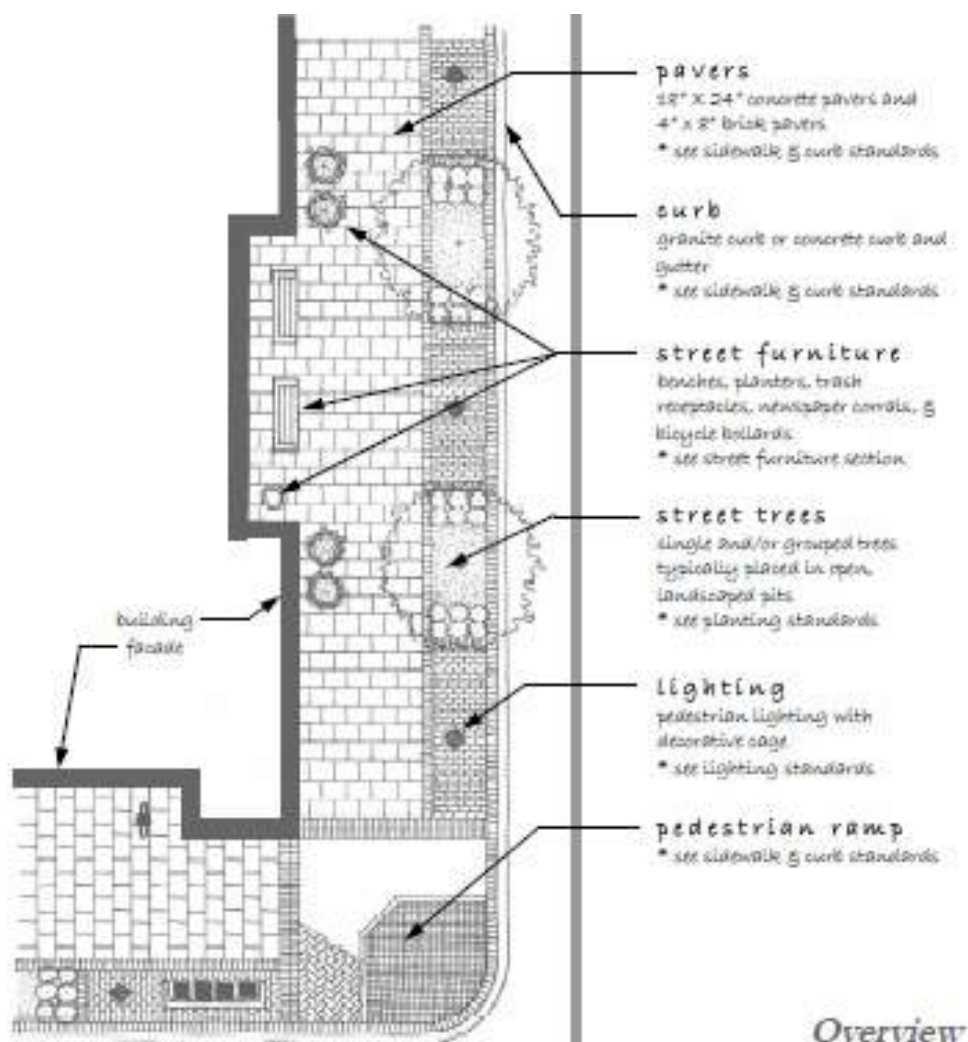 pavers
18" X 24" concrete pavers and
4" x 8" brick pavers
* see sidewalk & curb standards
curb
granite curb or concrete curb and
gutter
* see sidewalk & curb standards
street furniture
benches, planters, trash
receptacles, newspaper corrals, &
bicycle bollards
* see street furniture section
street trees
single and/or grouped trees
typically placed in open,
landscaped pits
* see planting standards
building
facade
lighting
pedestrian lighting with
decorative cage
* see lighting standards
pedestrian ramp
* see sidewalk & curb standards
Overview